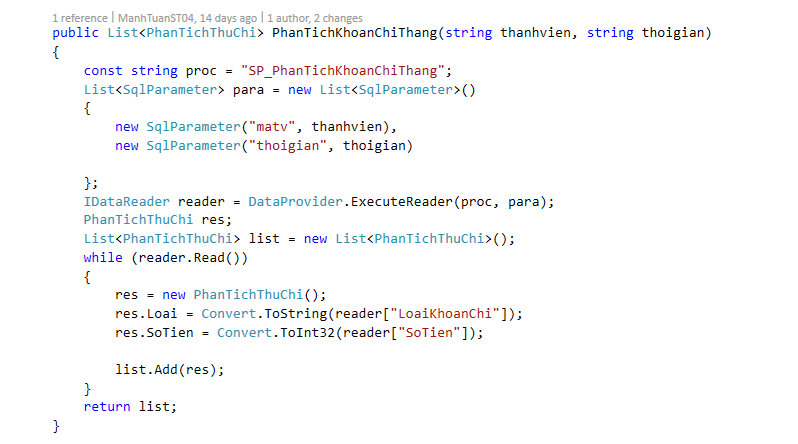 1 reference | ManhTuanST04, 14 days ago | 1 author, 2 changes
public List<PhanTichThuChi> PhanTichKhoanChiThang(string thanhvien, string thoigian)
{
    const string proc = "SP_PhanTichKhoanChiThang";
    List<SqlParameter> para = new List<SqlParameter>()
    {
        new SqlParameter("matv", thanhvien),
        new SqlParameter("thoigian", thoigian)

    };
    IDataReader reader = DataProvider.ExecuteReader(proc, para);
    PhanTichThuChi res;
    List<PhanTichThuChi> list = new List<PhanTichThuChi>();
    while (reader.Read())
    {
        res = new PhanTichThuChi();
        res.Loai = Convert.ToString(reader["LoaiKhoanChi"]);
        res.SoTien = Convert.ToInt32(reader["SoTien"]);

        list.Add(res);
    }
    return list;
}